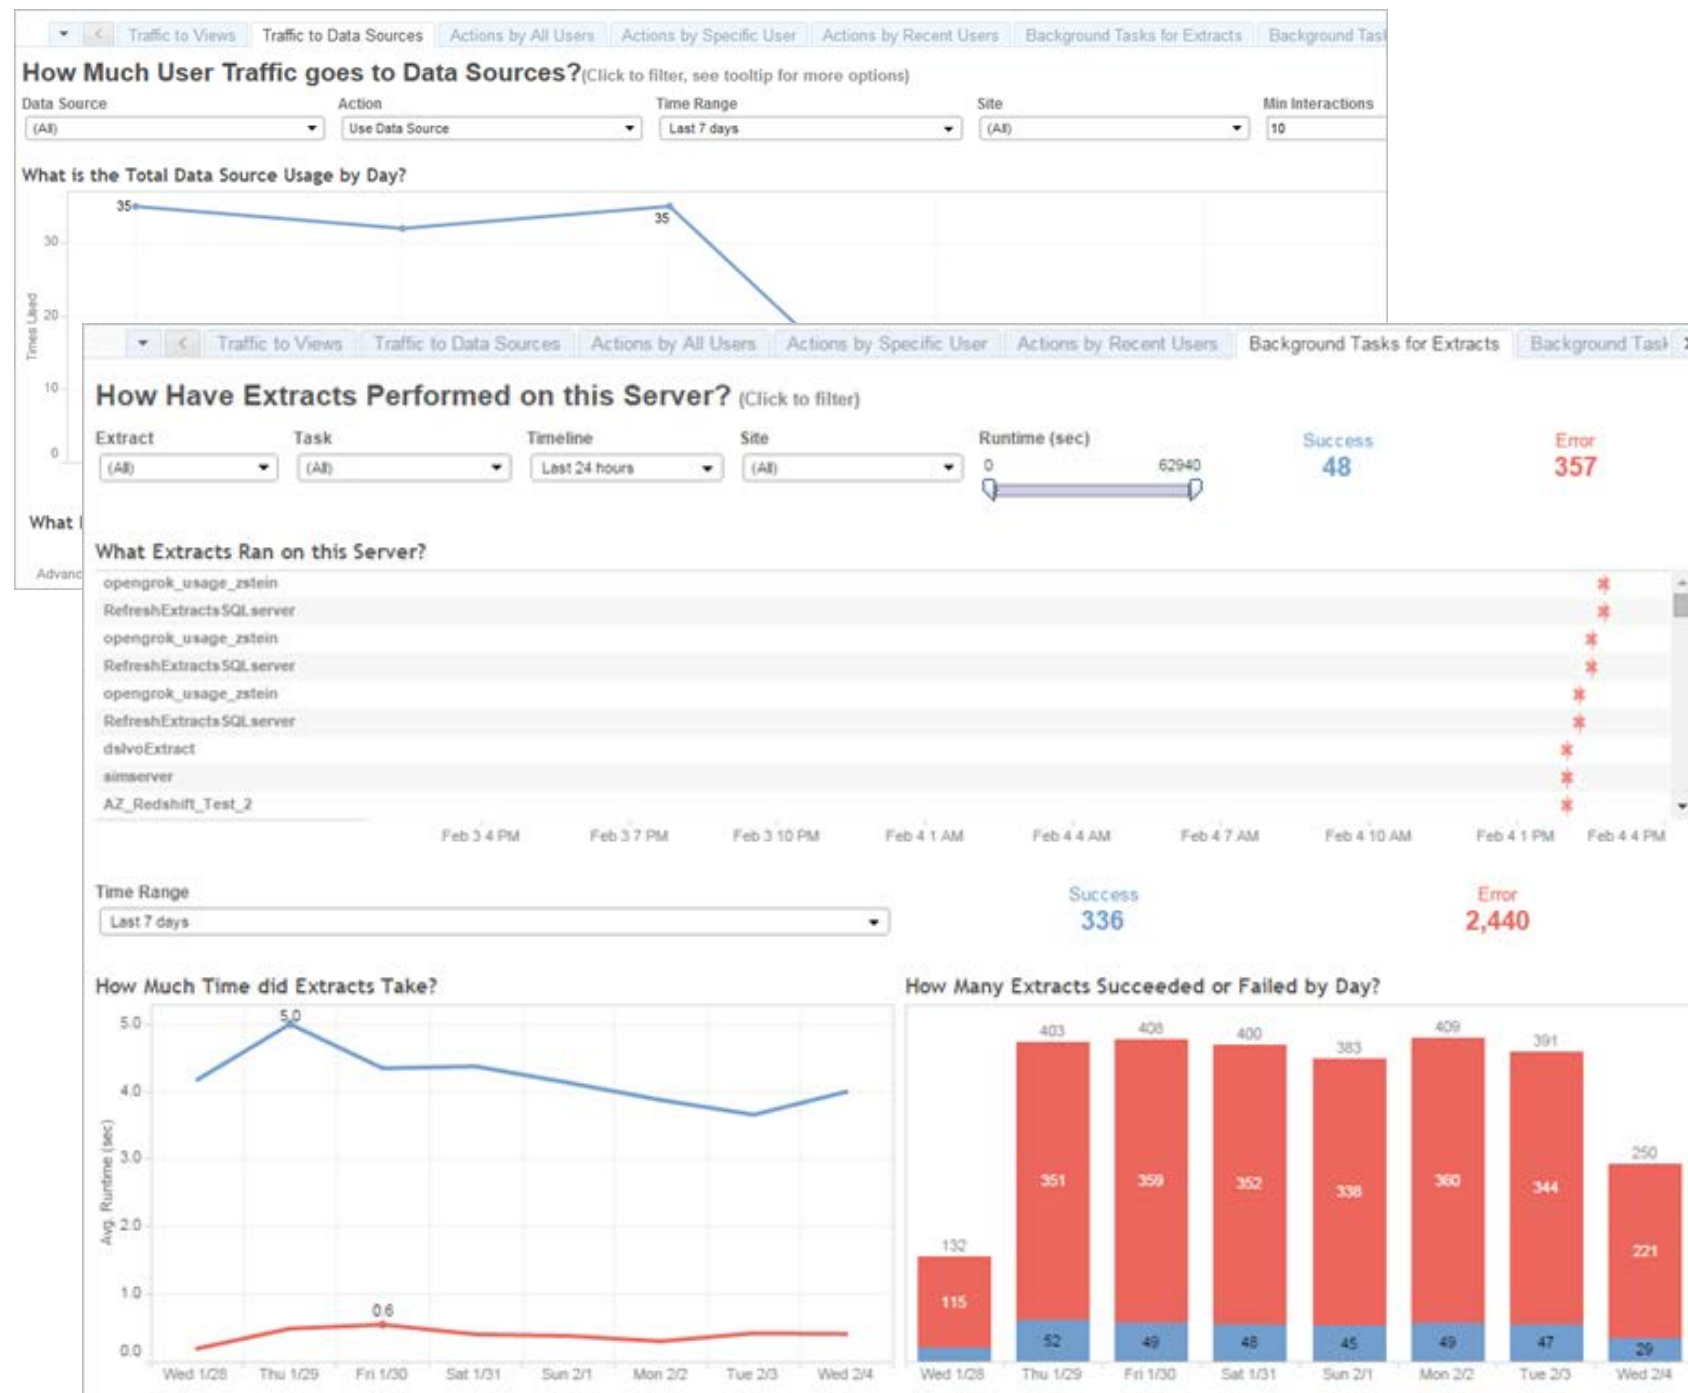 Traffic to Views Traffic to Data Sources Actions by All Users Actions by Specific User Actions by Recent Users Background Tasks for Extracts Background Tas
How Much User Traffic goes to Data Sources?(Click to filter, see tooltip for more options)
Data Source Action Time Range Site Min Interactions
(All) Use Data Source Last 7 days (All) 10
What is the Total Data Source Usage by Day?
35 35
30
20
10
0
Times Used
What
Advanc
Traffic to Views Traffic to Data Sources Actions by All Users Actions by Specific User Actions by Recent Users Background Tasks for Extracts Background Task
How Have Extracts Performed on this Server? (Click to filter)
Extract Task Timeline Site Runtime (sec) Success Error
(All) (All) Last 24 hours (All) 0 62940 48 357
What Extracts Ran on this Server?
opengrok_usage_zstein
RefreshExtractsSQLserver
opengrok_usage_zstein
RefreshExtractsSQLserver
opengrok_usage_zstein
RefreshExtractsSQLserver
dslvoExtract
simserver
AZ_Redshift_Test_2
Feb 3 4 PM Feb 3 7 PM Feb 3 10 PM Feb 4 1 AM Feb 4 4 AM Feb 4 7 AM Feb 4 10 AM Feb 4 1 PM Feb 4 4 PM
Time Range Success Error
Last 7 days 336 2,440
How Much Time did Extracts Take?
5.0 5.0
4.0
3.0
2.0
1.0 0.6
0.0
Avg. Runtime (sec)
Wed 1/28 Thu 1/29 Fri 1/30 Sat 1/31 Sun 2/1 Mon 2/2 Tue 2/3 Wed 2/4
How Many Extracts Succeeded or Failed by Day?
132 403 408 400 383 409 391 250
115 351 359 352 338 360 344 221
52 49 48 45 49 47 29
Wed 1/28 Thu 1/29 Fri 1/30 Sat 1/31 Sun 2/1 Mon 2/2 Tue 2/3 Wed 2/4